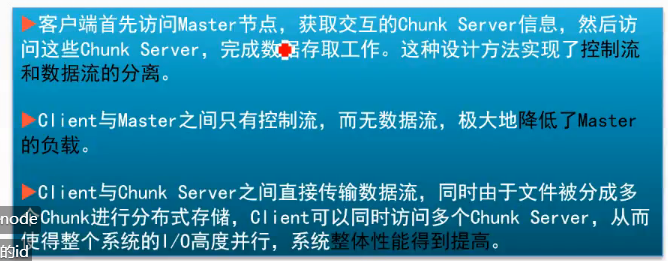 ▶客户端首先访问Master节点，获取交互的Chunk Server信息，然后访
问这些Chunk Server，完成数据存取工作。这种设计方法实现了控制流
和数据流的分离。
▶Client与Master之间只有控制流，而无数据流，极大地降低了Master
的负载。
▶Client与Chunk Server之间直接传输数据流，同时由于文件被分成多
个Chunk进行分布式存储，Client可以同时访问多个Chunk Server，从而
使得整个系统的I/O高度并行，系统整体性能得到提高。
node
的id